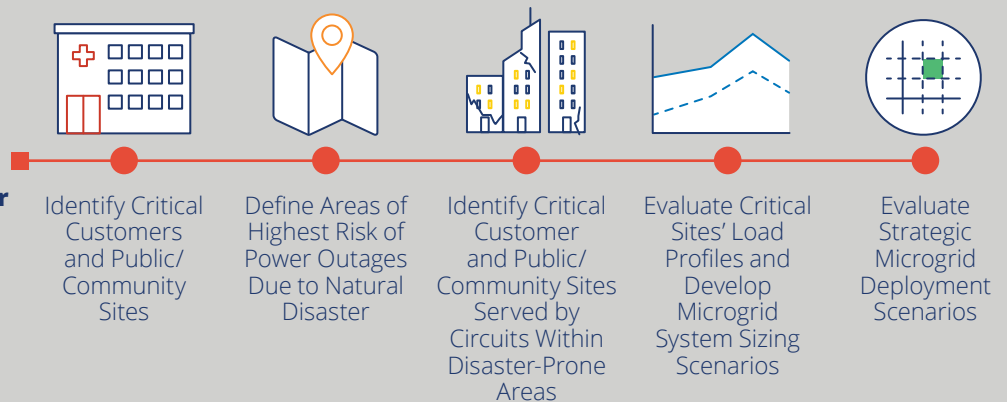 Identify Critical
Customers
and Public/
Community
Sites
Define Areas of
Highest Risk of
Power Outages
Due to Natural
Disaster
Identify Critical
Customer
and Public/
Community Sites
Served by
Circuits Within
Disaster-Prone
Areas
Evaluate Critical
Sites’ Load
Profiles and
Develop
Microgrid
System Sizing
Scenarios
Evaluate
Strategic
Microgrid
Deployment
Scenarios